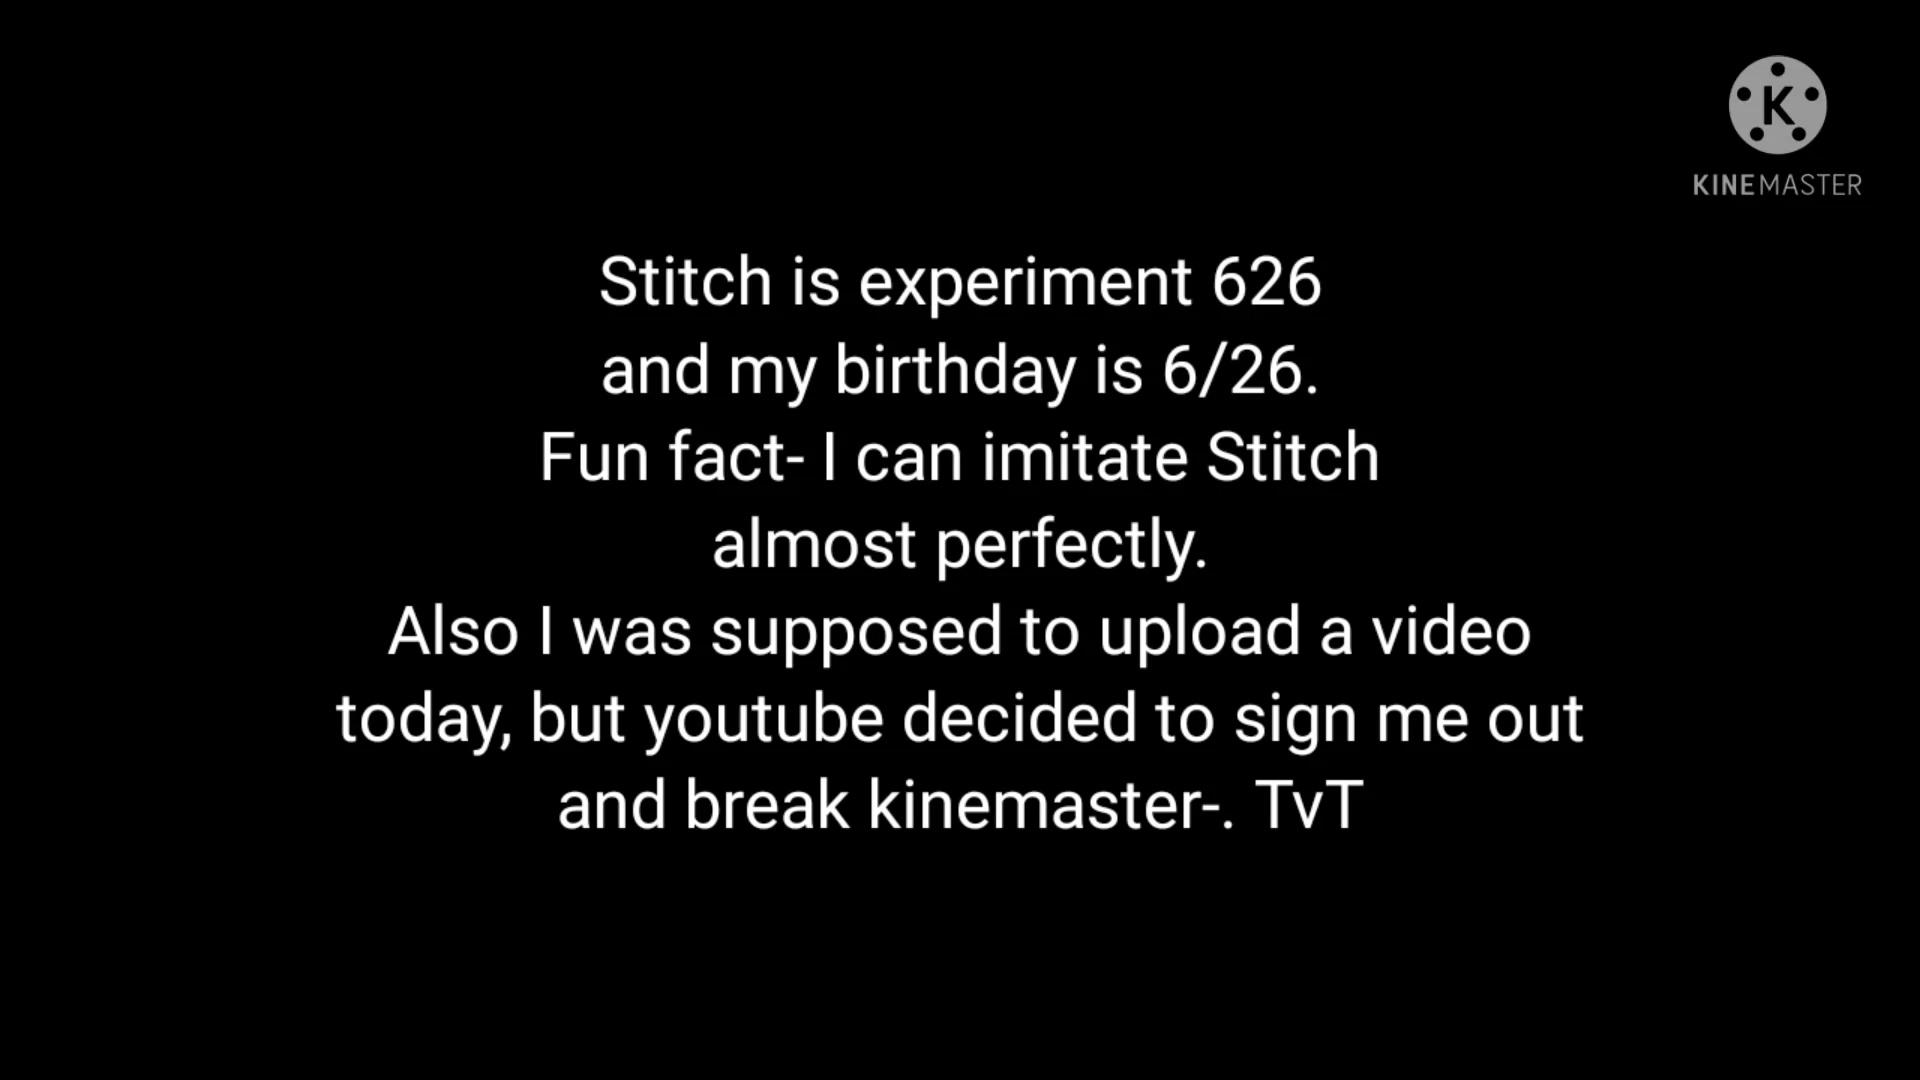 K
KINEMASTER
Stitch is experiment 626
and my birthday is 6/26.
Fun fact- I can imitate Stitch
almost perfectly.
Also I was supposed to upload a video
today, but youtube decided to sign me out
and break kinemaster-. TvT